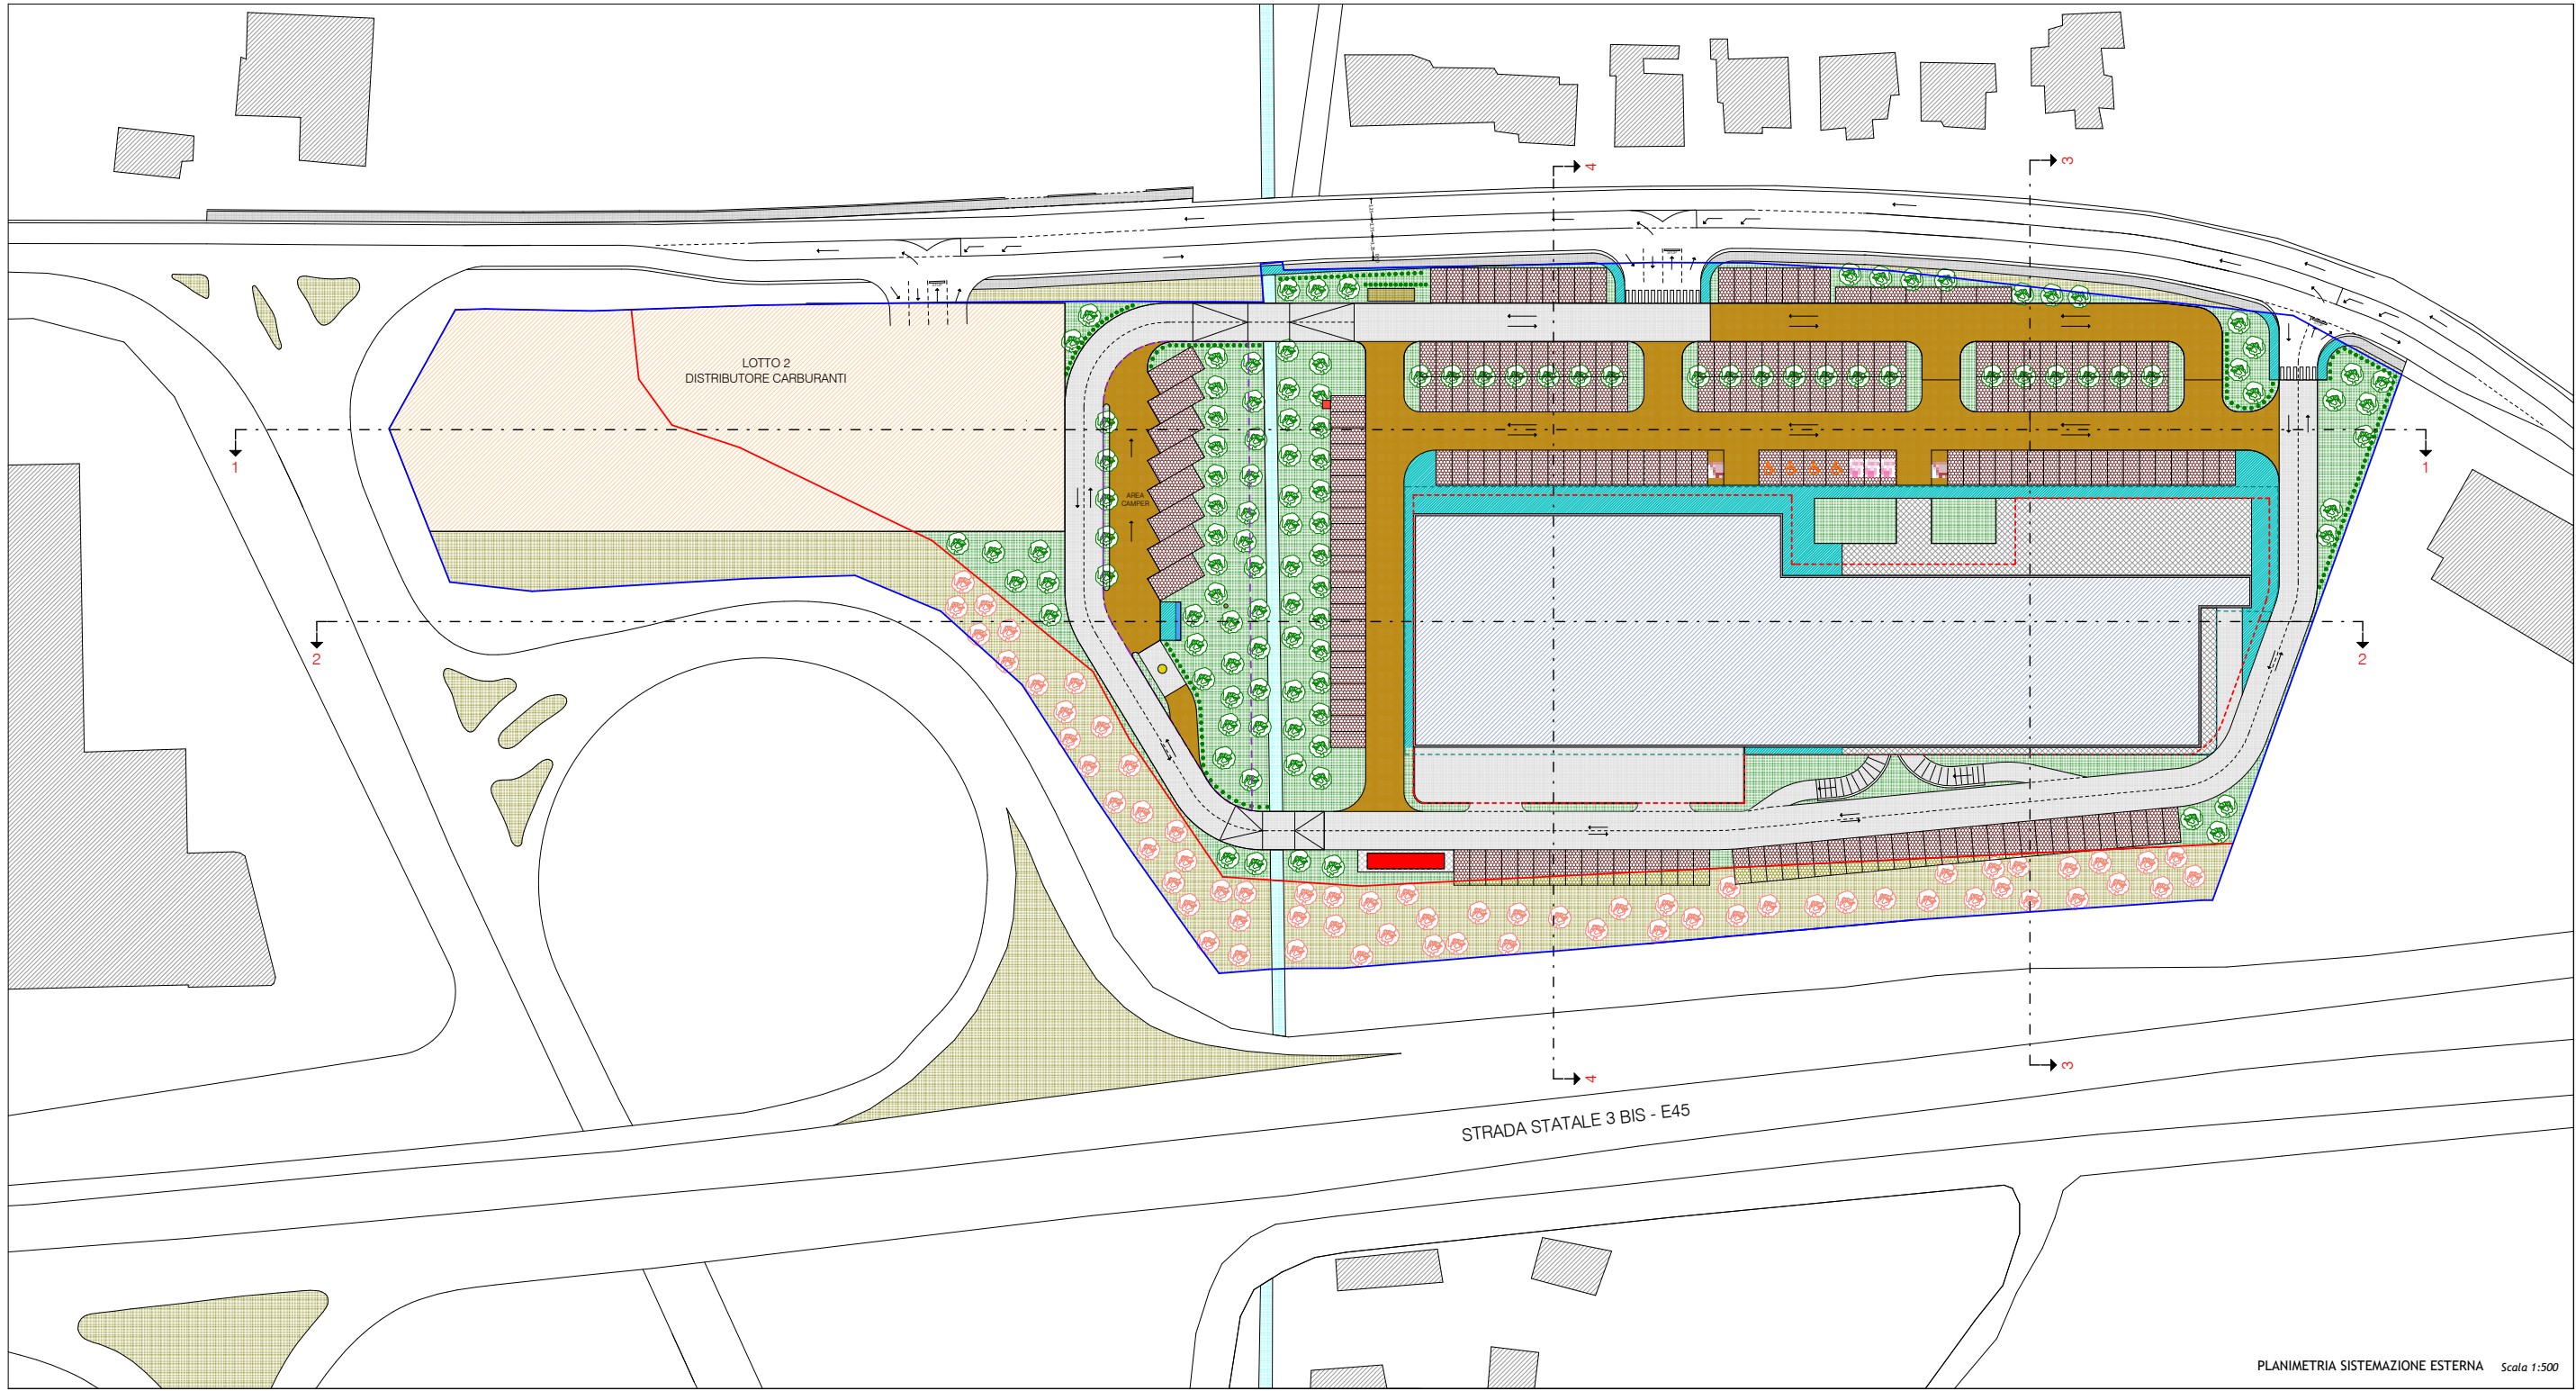 4
3
LOTTO 2
DISTRIBUTORE CARBURANTI
1
1
AREA
CAMPER
2
2
4
3
STRADA STATALE 3 BIS - E45
PLANIMETRIA SISTEMAZIONE ESTERNA Scala 1:500